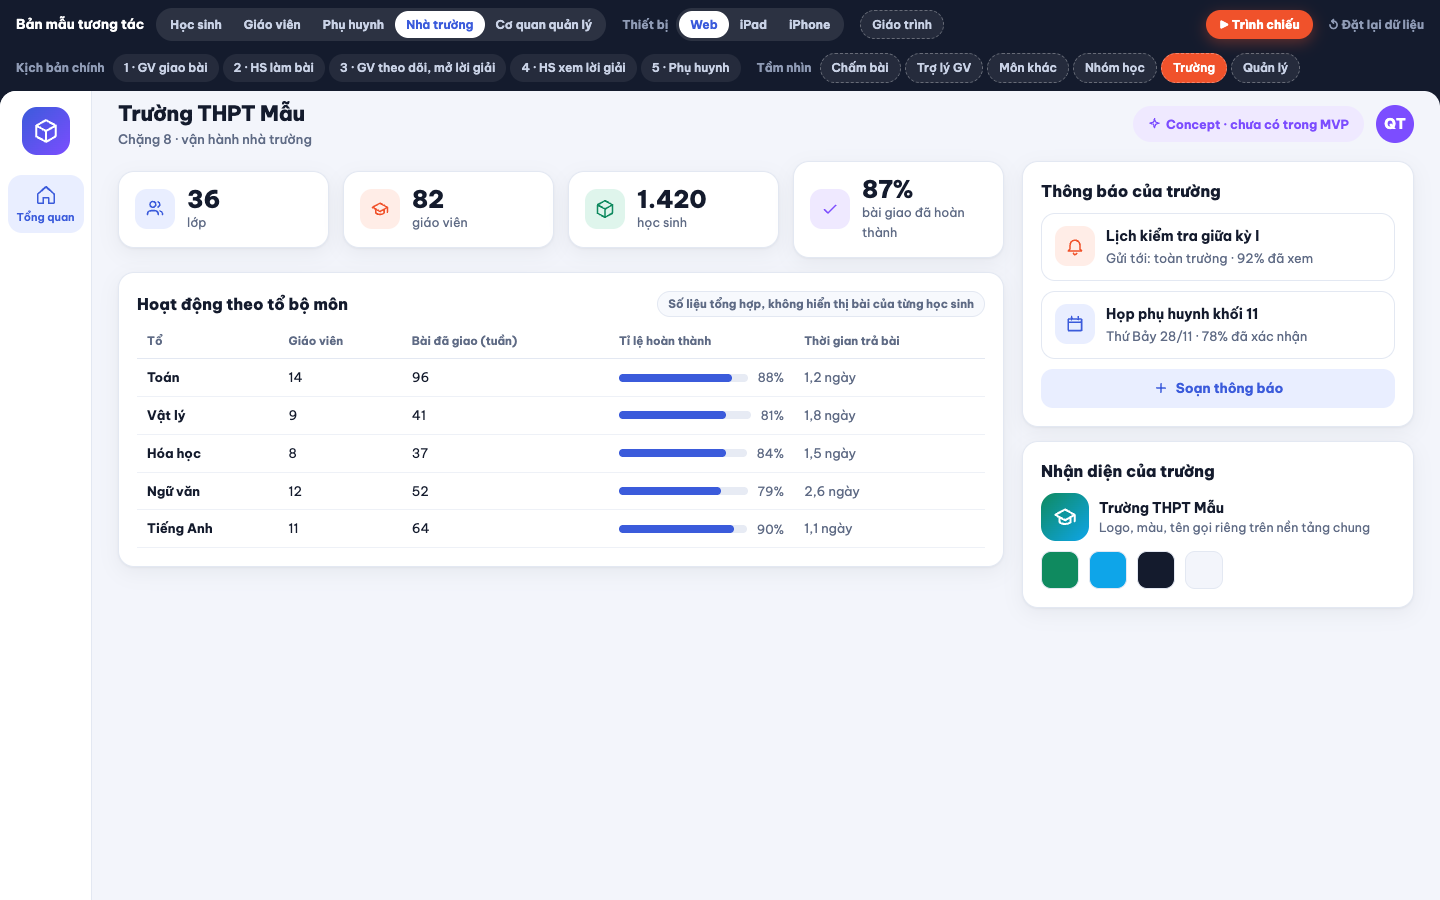 Bản mẫu tương tác
Học sinh
Giáo viên
Phụ huynh
Nhà trường
Cơ quan quản lý
Thiết bị
Web
iPad
iPhone
Giáo trình
Trình chiếu
Đặt lại dữ liệu
Kịch bản chính
1 · GV giao bài
2 · HS làm bài
3 · GV theo dõi, mở lời giải
4 · HS xem lời giải
5 · Phụ huynh
Tầm nhìn
Chấm bài
Trợ lý GV
Môn khác
Nhóm học
Trường
Quản lý
Tổng quan
Trường THPT Mẫu
Chặng 8 · vận hành nhà trường
Concept · chưa có trong MVP
QT
36
lớp
82
giáo viên
1.420
học sinh
87%
bài giao đã hoàn
thành
Hoạt động theo tổ bộ môn
Số liệu tổng hợp, không hiển thị bài của từng học sinh
Tổ Giáo viên Bài đã giao (tuần) Tỉ lệ hoàn thành Thời gian trả bài
Toán 14 96 88% 1,2 ngày
Vật lý 9 41 81% 1,8 ngày
Hóa học 8 37 84% 1,5 ngày
Ngữ văn 12 52 79% 2,6 ngày
Tiếng Anh 11 64 90% 1,1 ngày
Thông báo của trường
Lịch kiểm tra giữa kỳ I
Gửi tới: toàn trường · 92% đã xem
Họp phụ huynh khối 11
Thứ Bảy 28/11 · 78% đã xác nhận
Soạn thông báo
Nhận diện của trường
Trường THPT Mẫu
Logo, màu, tên gọi riêng trên nền tảng chung